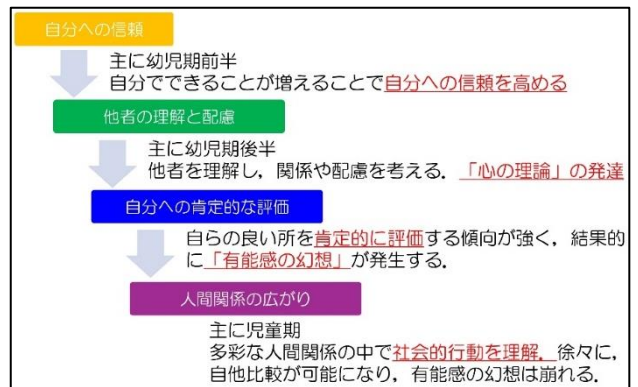 自分への信頼
主に幼児期前半
自分でできることが増えることで自分への信頼を高める
他者の理解と配慮
主に幼児期後半
他者を理解し，関係や配慮を考える．「心の理論」の発達
自分への肯定的な評価
自らの良い所を肯定的に評価する傾向が強く，結果的
に「有能感の幻想」が発生する．
人間関係の広がり
主に児童期
多彩な人間関係の中で社会的行動を理解．徐々に，
自他比較が可能になり，有能感の幻想は崩れる．